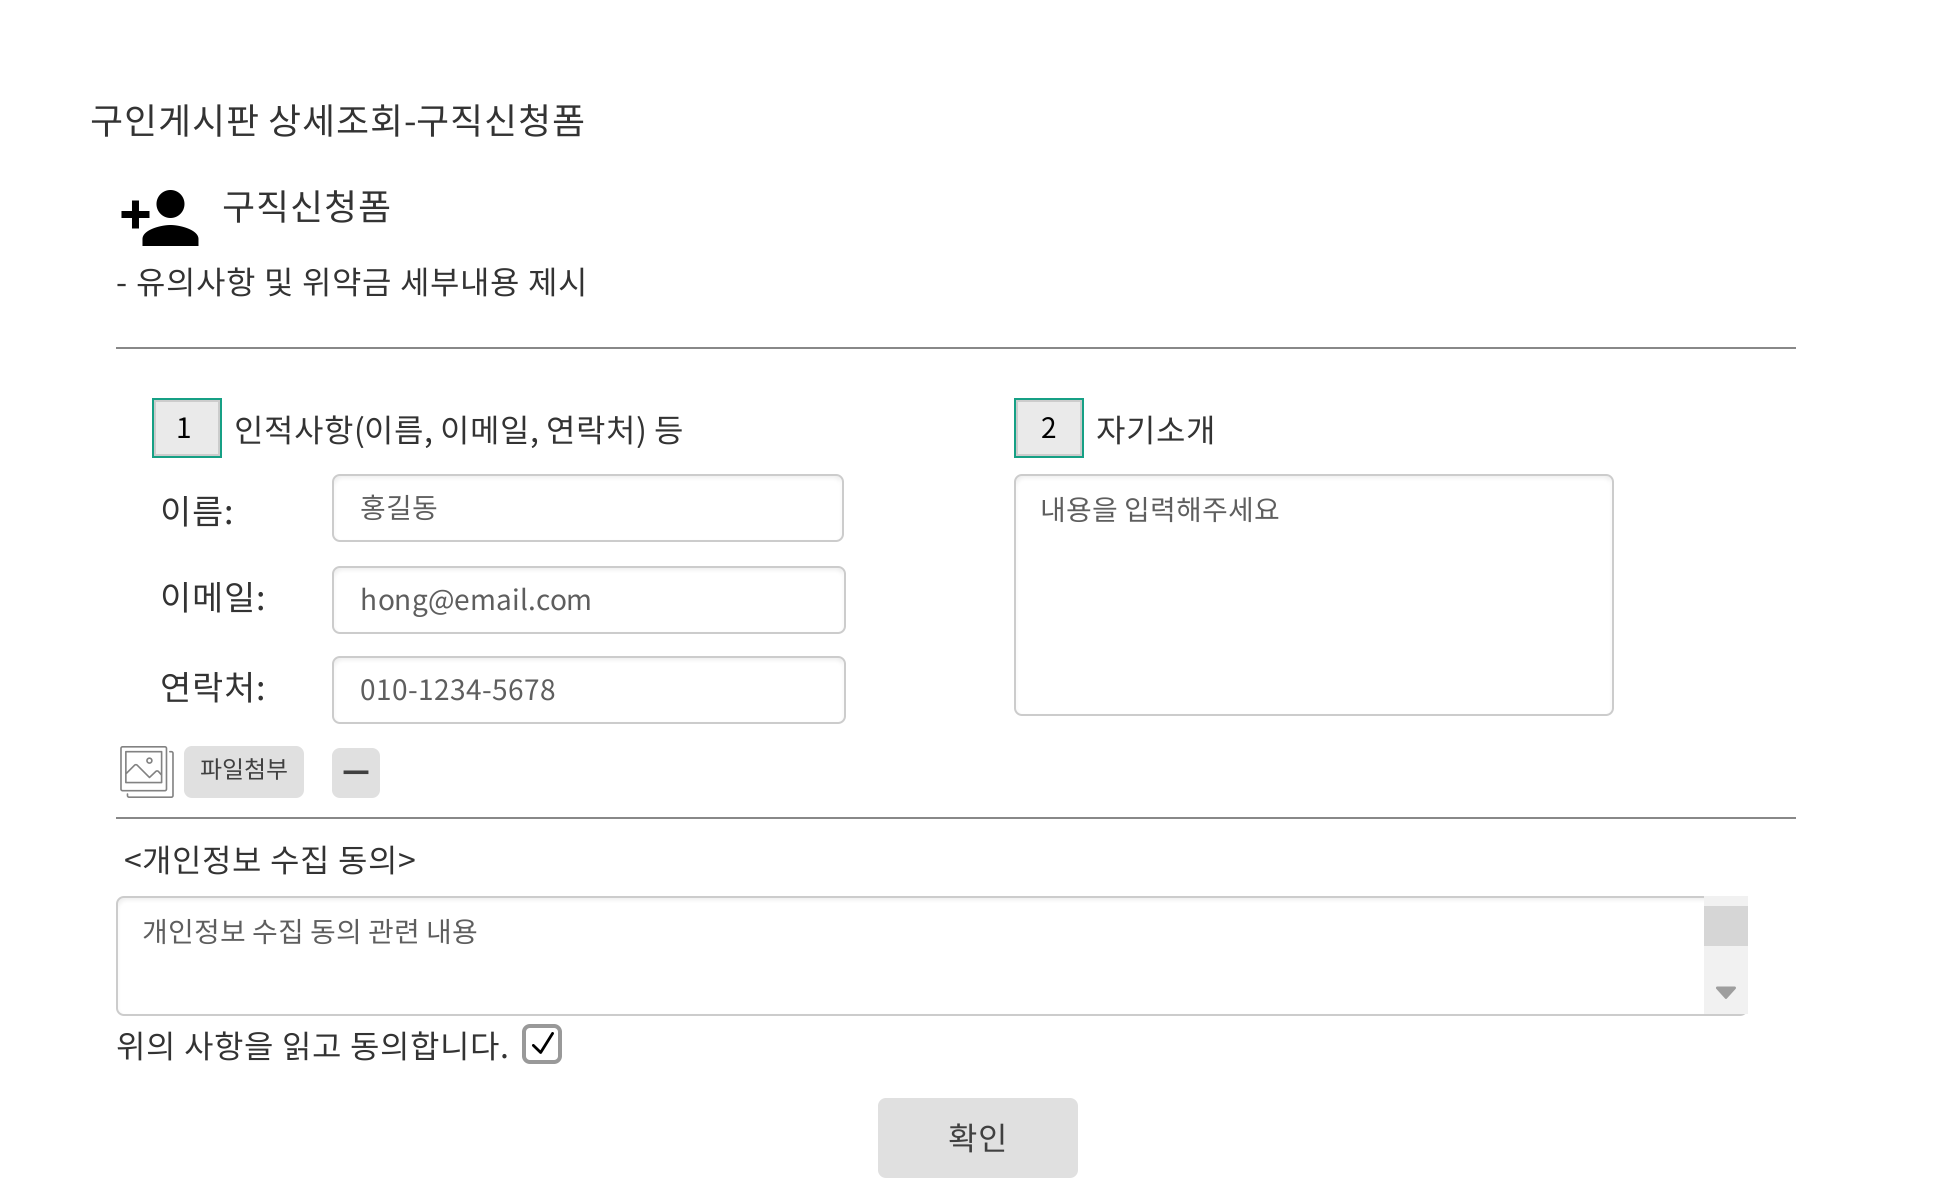 구인게시판 상세조회-구직신청폼
구직신청폼
- 유의사항 및 위약금 세부내용 제시
1 인적사항(이름, 이메일, 연락처) 등
이름: 홍길동
이메일: hong@email.com
연락처: 010-1234-5678
파일첨부
2 자기소개
내용을 입력해주세요
<개인정보 수집 동의>
개인정보 수집 동의 관련 내용
위의 사항을 읽고 동의합니다.
확인